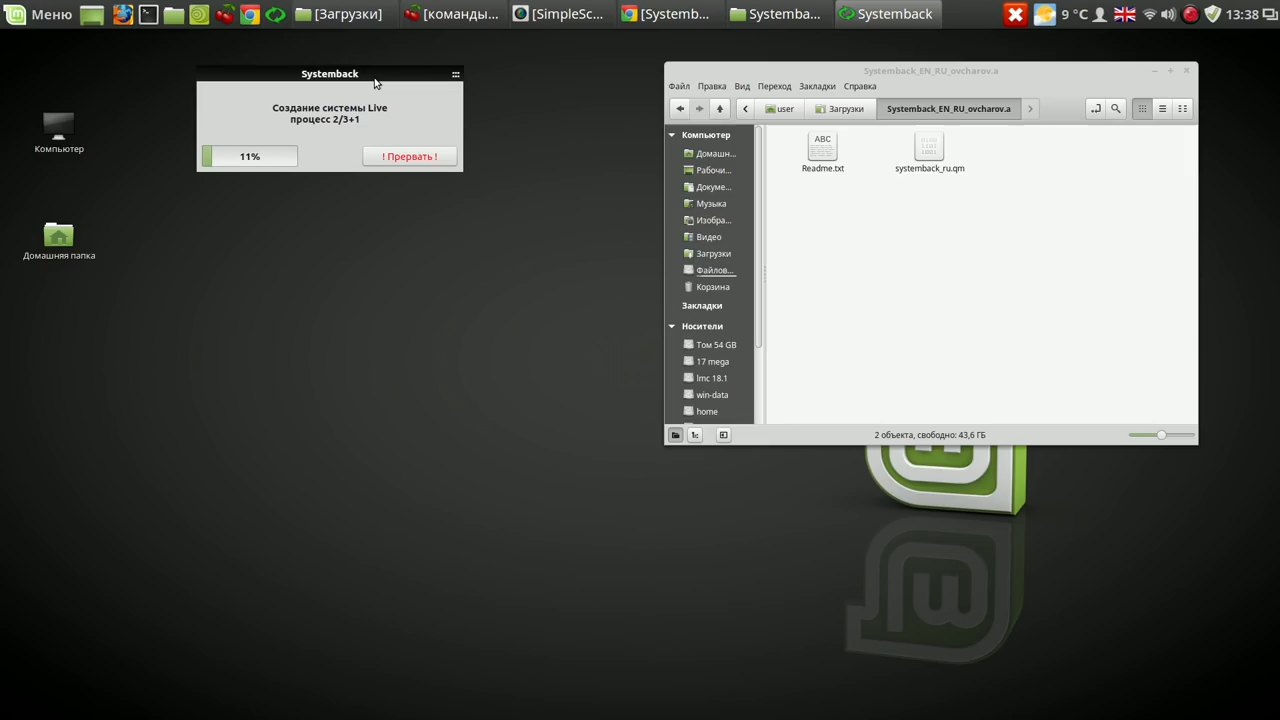 Меню
[Загрузки]
[команды...
[SimpleSc...
[Systemb...
Systemba...
Systemback
9 °C
13:38
Компьютер
Домашняя папка
Systemback
Создание системы Live
процесс 2/3+1
11%
! Прервать !
Systemback_EN_RU_ovcharov.a
Файл Правка Вид Переход Закладки Справка
user
Загрузки
Systemback_EN_RU_ovcharov.a
Компьютер
Домашн...
Рабочи...
Докуме...
Музыка
Изобра...
Видео
Загрузки
Файлов...
Корзина
Закладки
Носители
Том 54 GB
17 mega
lmc 18.1
win-data
home
ABC
Readme.txt
systemback_ru.qm
2 объекта, свободно: 43,6 ГБ